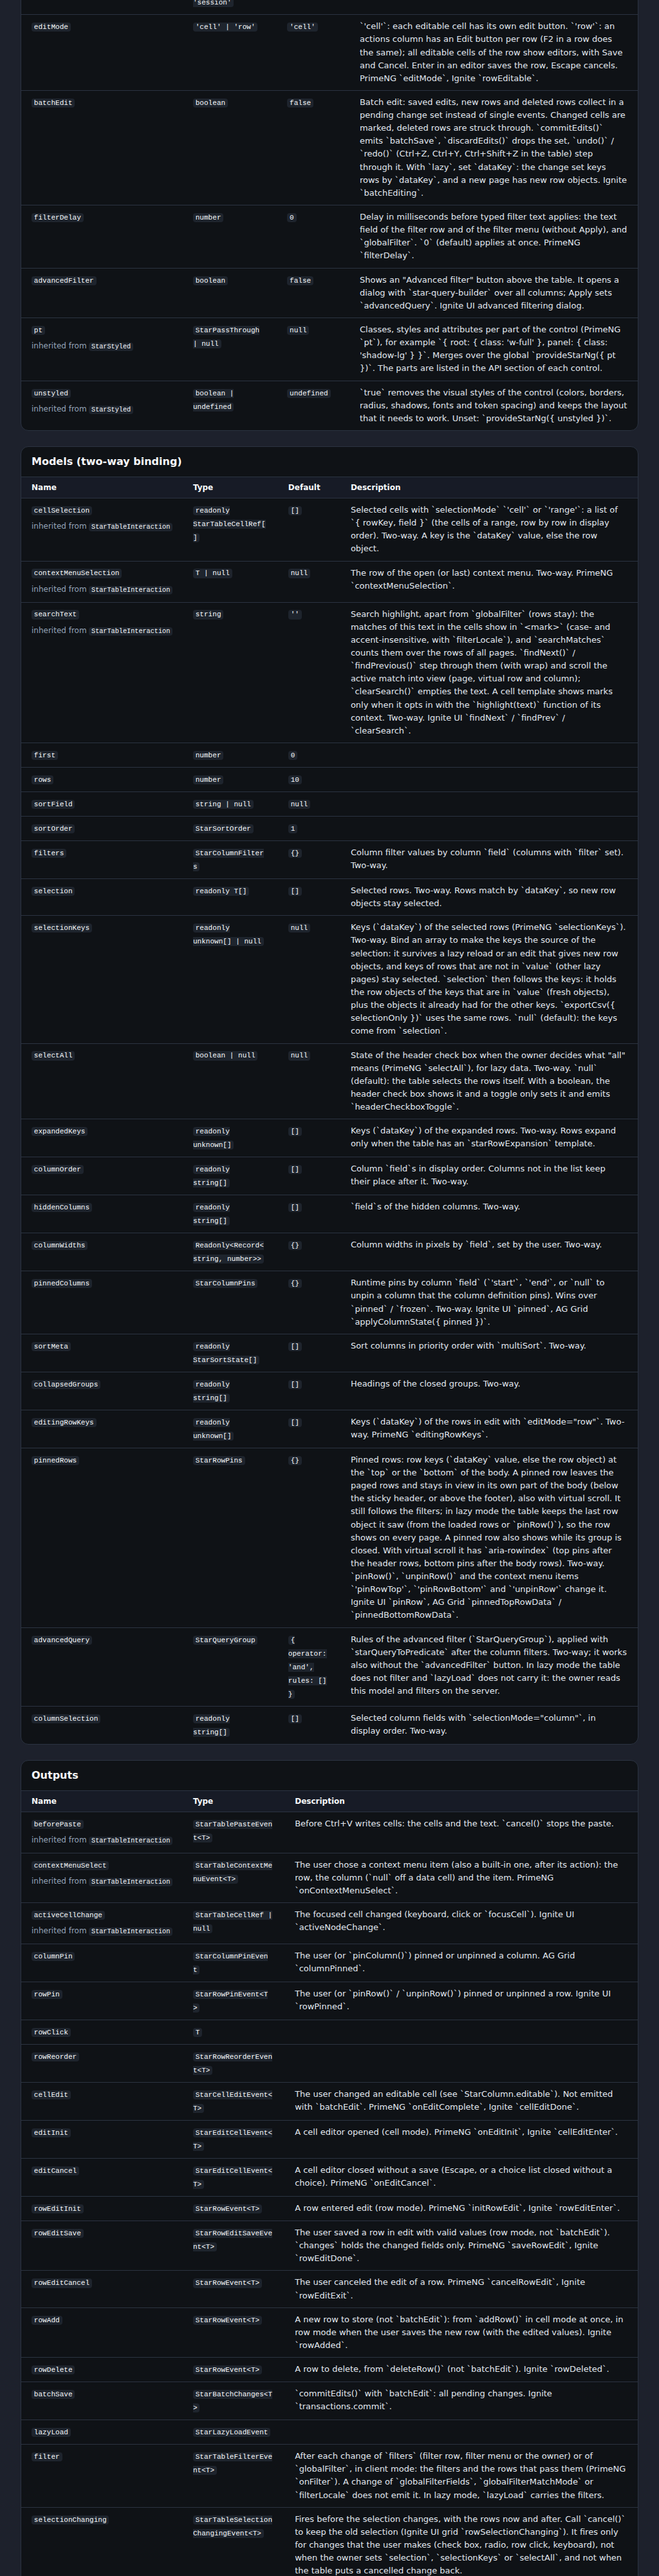 'session'
editMode 'cell' | 'row' 'cell' `'cell'`: each editable cell has its own edit button. `'row'`: an
actions column has an Edit button per row (F2 in a row does
the same); all editable cells of the row show editors, with Save
and Cancel. Enter in an editor saves the row, Escape cancels.
PrimeNG `editMode`, Ignite `rowEditable`.
batchEdit boolean false Batch edit: saved edits, new rows and deleted rows collect in a
pending change set instead of single events. Changed cells are
marked, deleted rows are struck through. `commitEdits()`
emits `batchSave`, `discardEdits()` drops the set, `undo()` /
`redo()` (Ctrl+Z, Ctrl+Y, Ctrl+Shift+Z in the table) step
through it. With `lazy`, set `dataKey`: the change set keys
rows by `dataKey`, and a new page has new row objects. Ignite
`batchEditing`.
filterDelay number 0 Delay in milliseconds before typed filter text applies: the text
field of the filter row and of the filter menu (without Apply), and
`globalFilter`. `0` (default) applies at once. PrimeNG
`filterDelay`.
advancedFilter boolean false Shows an "Advanced filter" button above the table. It opens a
dialog with `star-query-builder` over all columns; Apply sets
`advancedQuery`. Ignite UI advanced filtering dialog.
pt StarPassThrough null Classes, styles and attributes per part of the control (PrimeNG
inherited from StarStyled | null `pt`), for example `{ root: { class: 'w-full' }, panel: { class:
'shadow-lg' } }`. Merges over the global `provideStarNg({ pt
})`. The parts are listed in the API section of each control.
unstyled boolean | undefined `true` removes the visual styles of the control (colors, borders,
inherited from StarStyled undefined radius, shadows, fonts and token spacing) and keeps the layout
that it needs to work. Unset: `provideStarNg({ unstyled })`.
Models (two-way binding)
Name Type Default Description
cellSelection readonly [] Selected cells with `selectionMode` `'cell'` or `'range'`: a list of
inherited from StarTableInteraction StarTableCellRef[ `{ rowKey, field }` (the cells of a range, row by row in display
] order). Two-way. A key is the `dataKey` value, else the row
object.
contextMenuSelection T | null null The row of the open (or last) context menu. Two-way. PrimeNG
inherited from StarTableInteraction `contextMenuSelection`.
searchText string '' Search highlight, apart from `globalFilter` (rows stay): the
inherited from StarTableInteraction matches of this text in the cells show in `<mark>` (case- and
accent-insensitive, with `filterLocale`), and `searchMatches`
counts them over the rows of all pages. `findNext()` /
`findPrevious()` step through them (with wrap) and scroll the
active match into view (page, virtual row and column);
`clearSearch()` empties the text. A cell template shows marks
only when it opts in with the `highlight(text)` function of its
context. Two-way. Ignite UI `findNext` / `findPrev` /
`clearSearch`.
first number 0
rows number 10
sortField string | null null
sortOrder StarSortOrder 1
filters StarColumnFilter {} Column filter values by column `field` (columns with `filter` set).
s Two-way.
selection readonly T[] [] Selected rows. Two-way. Rows match by `dataKey`, so new row
objects stay selected.
selectionKeys readonly null Keys (`dataKey`) of the selected rows (PrimeNG `selectionKeys`).
unknown[] | null Two-way. Bind an array to make the keys the source of the
selection: it survives a lazy reload or an edit that gives new row
objects, and keys of rows that are not in `value` (other lazy
pages) stay selected. `selection` then follows the keys: it holds
the row objects of the keys that are in `value` (fresh objects),
plus the objects it already had for the other keys. `exportCsv({
selectionOnly })` uses the same rows. `null` (default): the keys
come from `selection`.
selectAll boolean | null null State of the header check box when the owner decides what "all"
means (PrimeNG `selectAll`), for lazy data. Two-way. `null`
(default): the table selects the rows itself. With a boolean, the
header check box shows it and a toggle only sets it and emits
`headerCheckboxToggle`.
expandedKeys readonly [] Keys (`dataKey`) of the expanded rows. Two-way. Rows expand
unknown[] only when the table has an `starRowExpansion` template.
columnOrder readonly [] Column `field`s in display order. Columns not in the list keep
string[] their place after it. Two-way.
hiddenColumns readonly [] `field`s of the hidden columns. Two-way.
string[]
columnWidths Readonly<Record< {} Column widths in pixels by `field`, set by the user. Two-way.
string, number>>
pinnedColumns StarColumnPins {} Runtime pins by column `field` (`'start'`, `'end'`, or `null` to
unpin a column that the column definition pins). Wins over
`pinned` / `frozen`. Two-way. Ignite UI `pinned`, AG Grid
`applyColumnState({ pinned })`.
sortMeta readonly [] Sort columns in priority order with `multiSort`. Two-way.
StarSortState[]
collapsedGroups readonly [] Headings of the closed groups. Two-way.
string[]
editingRowKeys readonly [] Keys (`dataKey`) of the rows in edit with `editMode="row"`. Two-
unknown[] way. PrimeNG `editingRowKeys`.
pinnedRows StarRowPins {} Pinned rows: row keys (`dataKey` value, else the row object) at
the `top` or the `bottom` of the body. A pinned row leaves the
paged rows and stays in view in its own part of the body (below
the sticky header, or above the footer), also with virtual scroll. It
still follows the filters; in lazy mode the table keeps the last row
object it saw (from the loaded rows or `pinRow()`), so the row
shows on every page. A pinned row also shows while its group is
closed. With virtual scroll it has `aria-rowindex` (top pins after
the header rows, bottom pins after the body rows). Two-way.
`pinRow()`, `unpinRow()` and the context menu items
`'pinRowTop'`, `'pinRowBottom'` and `'unpinRow'` change it.
Ignite UI `pinRow`, AG Grid `pinnedTopRowData` /
`pinnedBottomRowData`.
advancedQuery StarQueryGroup { Rules of the advanced filter (`StarQueryGroup`), applied with
operator: `starQueryToPredicate` after the column filters. Two-way; it works
'and', also without the `advancedFilter` button. In lazy mode the table
rules: [] does not filter and `lazyLoad` does not carry it: the owner reads
} this model and filters on the server.
columnSelection readonly [] Selected column fields with `selectionMode="column"`, in
string[] display order. Two-way.
Outputs
Name Type Description
beforePaste StarTablePasteEven Before Ctrl+V writes cells: the cells and the text. `cancel()` stops the paste.
inherited from StarTableInteraction t<T>
contextMenuSelect StarTableContextMe The user chose a context menu item (also a built-in one, after its action): the
inherited from StarTableInteraction nuEvent<T> row, the column (`null` off a data cell) and the item. PrimeNG
`onContextMenuSelect`.
activeCellChange StarTableCellRef | The focused cell changed (keyboard, click or `focusCell`). Ignite UI
inherited from StarTableInteraction null `activeNodeChange`.
columnPin StarColumnPinEven The user (or `pinColumn()`) pinned or unpinned a column. AG Grid
t `columnPinned`.
rowPin StarRowPinEvent<T The user (or `pinRow()` / `unpinRow()`) pinned or unpinned a row. Ignite UI
> `rowPinned`.
rowClick T
rowReorder StarRowReorderEven
t<T>
cellEdit StarCellEditEvent< The user changed an editable cell (see `StarColumn.editable`). Not emitted
T> with `batchEdit`. PrimeNG `onEditComplete`, Ignite `cellEditDone`.
editInit StarEditCellEvent< A cell editor opened (cell mode). PrimeNG `onEditInit`, Ignite `cellEditEnter`.
T>
editCancel StarEditCellEvent< A cell editor closed without a save (Escape, or a choice list closed without a
T> choice). PrimeNG `onEditCancel`.
rowEditInit StarRowEvent<T> A row entered edit (row mode). PrimeNG `initRowEdit`, Ignite `rowEditEnter`.
rowEditSave StarRowEditSaveEve The user saved a row in edit with valid values (row mode, not `batchEdit`).
nt<T> `changes` holds the changed fields only. PrimeNG `saveRowEdit`, Ignite
`rowEditDone`.
rowEditCancel StarRowEvent<T> The user canceled the edit of a row. PrimeNG `cancelRowEdit`, Ignite
`rowEditExit`.
rowAdd StarRowEvent<T> A new row to store (not `batchEdit`): from `addRow()` in cell mode at once, in
row mode when the user saves the new row (with the edited values). Ignite
`rowAdded`.
rowDelete StarRowEvent<T> A row to delete, from `deleteRow()` (not `batchEdit`). Ignite `rowDeleted`.
batchSave StarBatchChanges<T `commitEdits()` with `batchEdit`: all pending changes. Ignite
> `transactions.commit`.
lazyLoad StarLazyLoadEvent
filter StarTableFilterEve After each change of `filters` (filter row, filter menu or the owner) or of
nt<T> `globalFilter`, in client mode: the filters and the rows that pass them (PrimeNG
`onFilter`). A change of `globalFilterFields`, `globalFilterMatchMode` or
`filterLocale` does not emit it. In lazy mode, `lazyLoad` carries the filters.
selectionChanging StarTableSelection Fires before the selection changes, with the rows now and after. Call `cancel()`
ChangingEvent<T> to keep the old selection (Ignite UI grid `rowSelectionChanging`). It fires only
for changes that the user makes (check box, radio, row click, keyboard), not
when the owner sets `selection`, `selectionKeys` or `selectAll`, and not when
the table puts a cancelled change back.